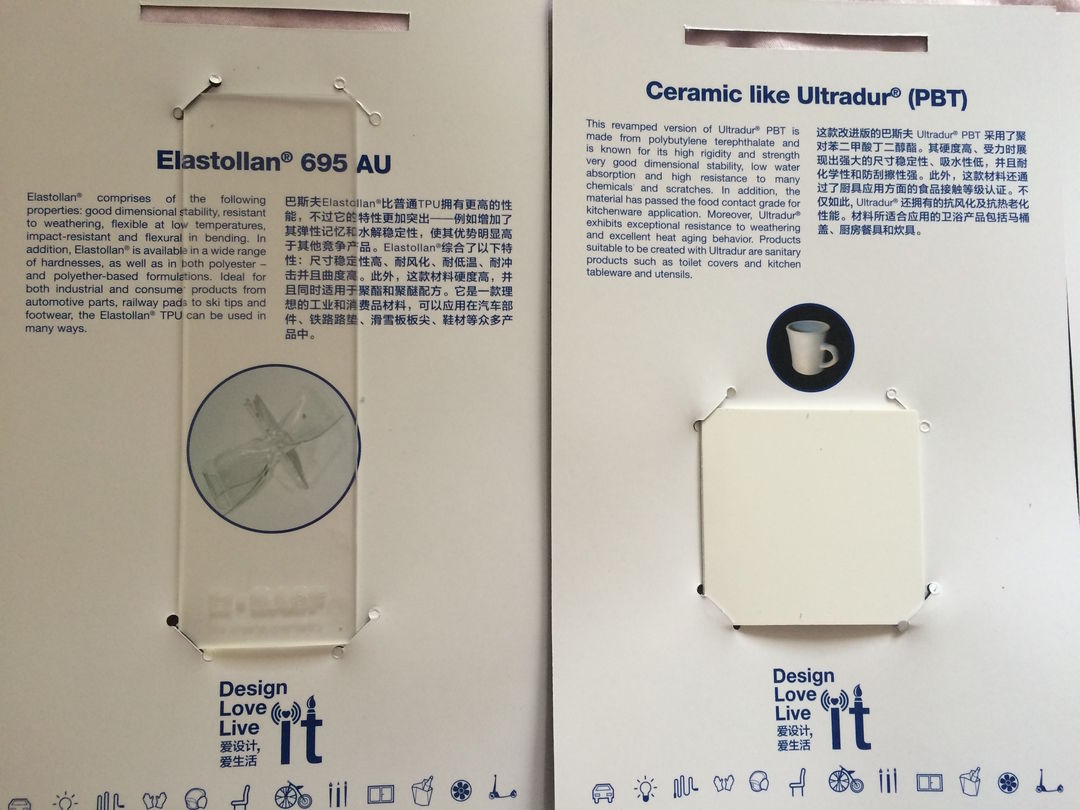 Elastollan® 695 AU
Elastollan® comprises of the following
properties: good dimensional stability, resistant
to weathering, flexible at low temperatures,
impact-resistant and flexural in bending. In
addition, Elastollan® is available in a wide range
of hardnesses, as well as in both polyester –
and polyether-based formulations. Ideal for
both industrial and consume products from
automotive parts, railway pads to ski tips and
footwear, the Elastollan® TPU can be used in
many ways.
巴斯夫Elastollan®比普通TPU拥有更高的性
能，不过它的特性更加突出——例如增加了
其弹性记忆和水解稳定性，使其优势明显高
于其他竞争产品。Elastollan®综合了以下特
性：尺寸稳定性高、耐风化、耐低温、耐冲
击并且曲度高。此外，这款材料硬度高，并
且同时适用于聚酯和聚醚配方。它是一款理
想的工业和消费品材料，可以应用在汽车部
件、铁路路垫、滑雪板板尖、鞋材等众多产
品中。
BASF
Design
Love
Live it
爱设计,
爱生活
Ceramic like Ultradur® (PBT)
This revamped version of Ultradur® PBT is
made from polybutylene terephthalate and
is known for its high rigidity and strength
very good dimensional stability, low water
absorption and high resistance to many
chemicals and scratches. In addition, the
material has passed the food contact grade for
kitchenware application. Moreover, Ultradur®
exhibits exceptional resistance to weathering
and excellent heat aging behavior. Products
suitable to be created with Ultradur are sanitary
products such as toilet covers and kitchen
tableware and utensils.
这款改进版的巴斯夫 Ultradur® PBT 采用了聚
对苯二甲酸丁二醇酯。其硬度高、受力时展
现出强大的尺寸稳定性、吸水性低，并且耐
化学性和防刮擦性强。此外，这款材料还通
过了厨具应用方面的食品接触等级认证。不
仅如此, Ultradur® 还拥有的抗风化及抗热老化
性能。材料所适合应用的卫浴产品包括马桶
盖、厨房餐具和炊具。
Design
Love
Live it
爱设计,
爱生活